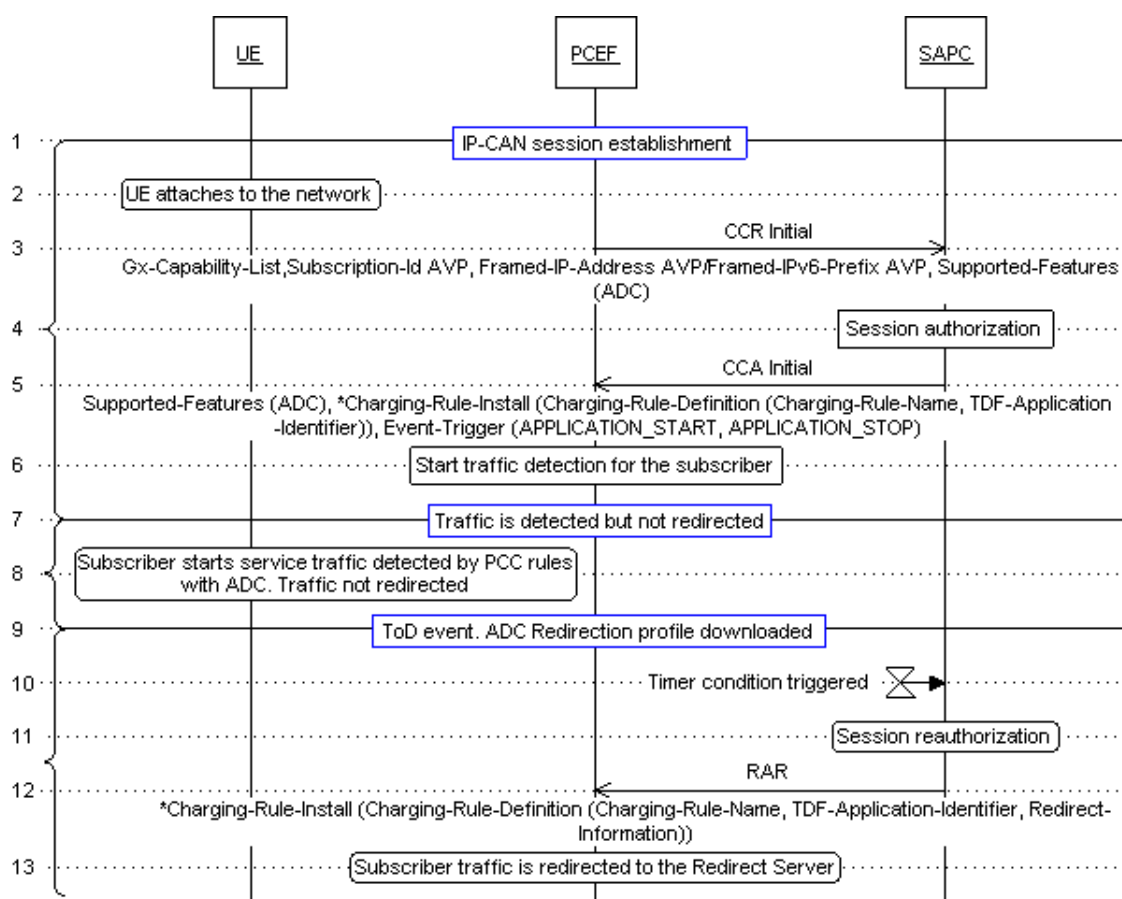 UE PCEF SAPC
1 IP-CAN session establishment
2 UE attaches to the network
CCR Initial
3
Gx-Capability-List,Subscription-Id AVP, Framed-IP-Address AVP/Framed-IPv6-Prefix AVP, Supported-Features
(ADC)
4 Session authorization
CCA Initial
5
Supported-Features (ADC), *Charging-Rule-Install (Charging-Rule-Definition (Charging-Rule-Name, TDF-Application
-Identifier)), Event-Trigger (APPLICATION_START, APPLICATION_STOP)
6 Start traffic detection for the subscriber
7 Traffic is detected but not redirected
Subscriber starts service traffic detected by PCC rules
8
with ADC. Traffic not redirected
9 ToD event. ADC Redirection profile downloaded
10 Timer condition triggered
11 Session reauthorization
RAR
12
*Charging-Rule-Install (Charging-Rule-Definition (Charging-Rule-Name, TDF-Application-Identifier, Redirect-
Information))
13 Subscriber traffic is redirected to the Redirect Server